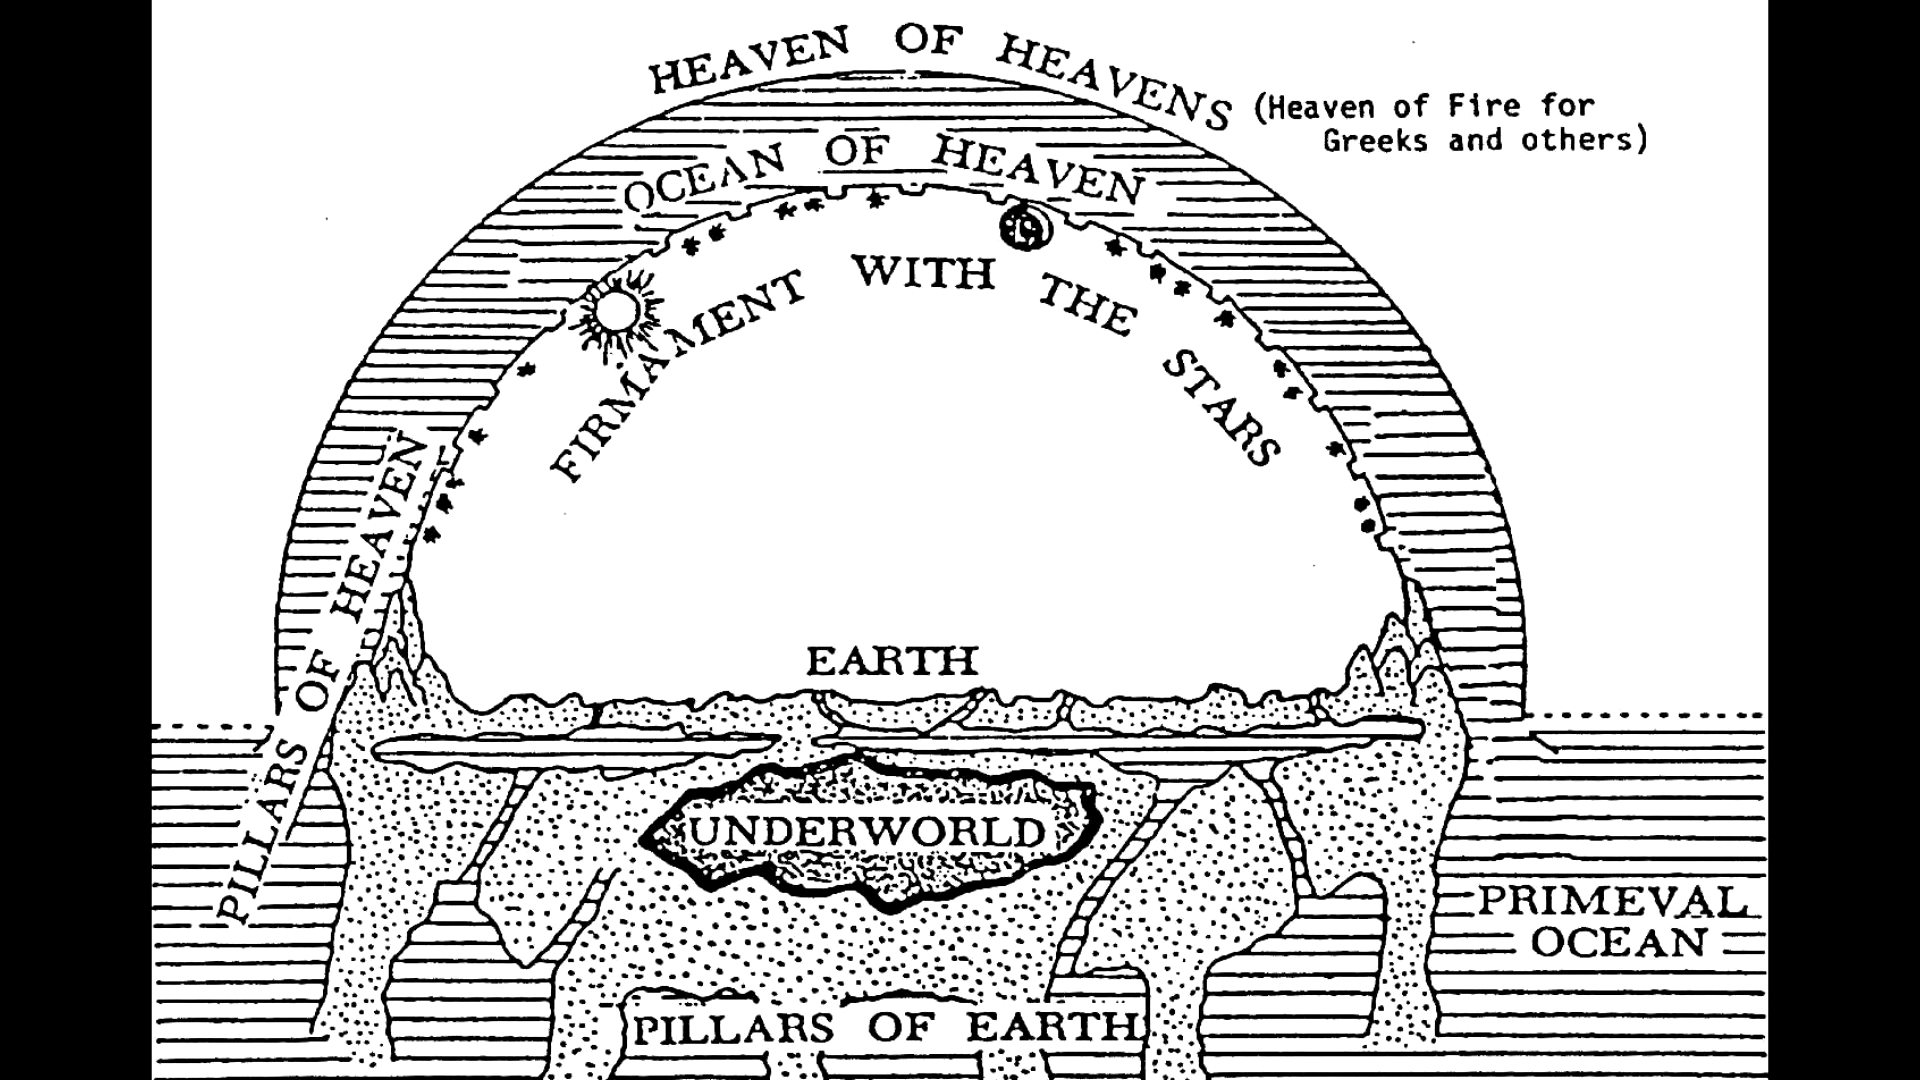 HEAVEN OF HEAVENS
(Heaven of Fire for
Greeks and others)
OCEAN OF HEAVEN
FIRMAMENT WITH THE STARS
PILLARS OF HEAVEN
EARTH
UNDERWORLD
PRIMEVAL
OCEAN
PILLARS OF EARTH